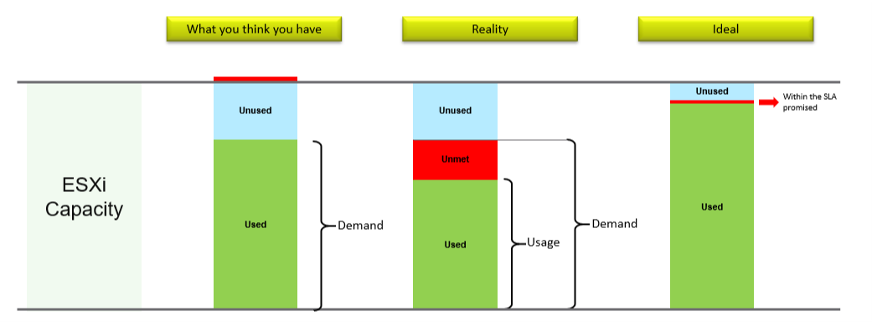 What you think you have
Reality
Ideal
Unused
Unused
Unused
Within the SLA
promised
Unmet
ESXi
Capacity
Used
Demand
Used
Usage
Demand
Used